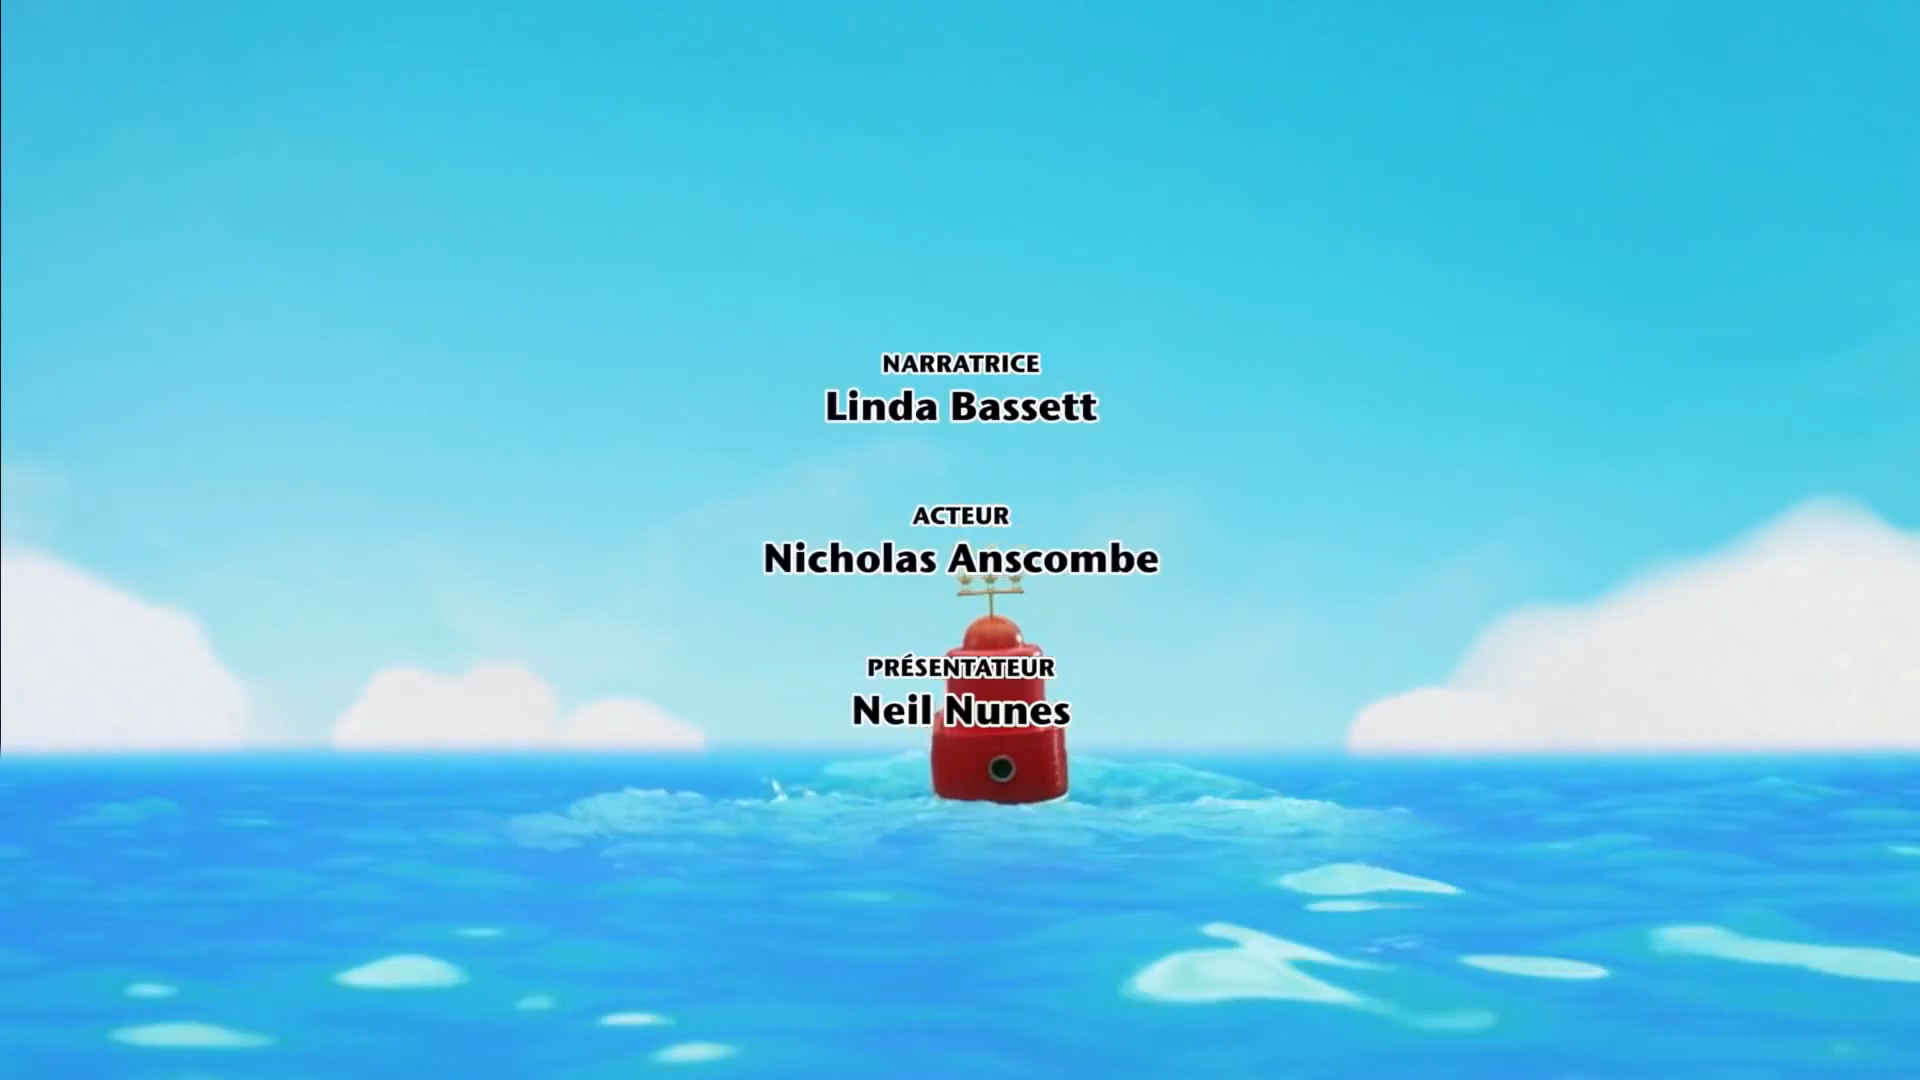 NARRATRICE
Linda Bassett
ACTEUR
Nicholas Anscombe
PRÉSENTATEUR
Neil Nunes